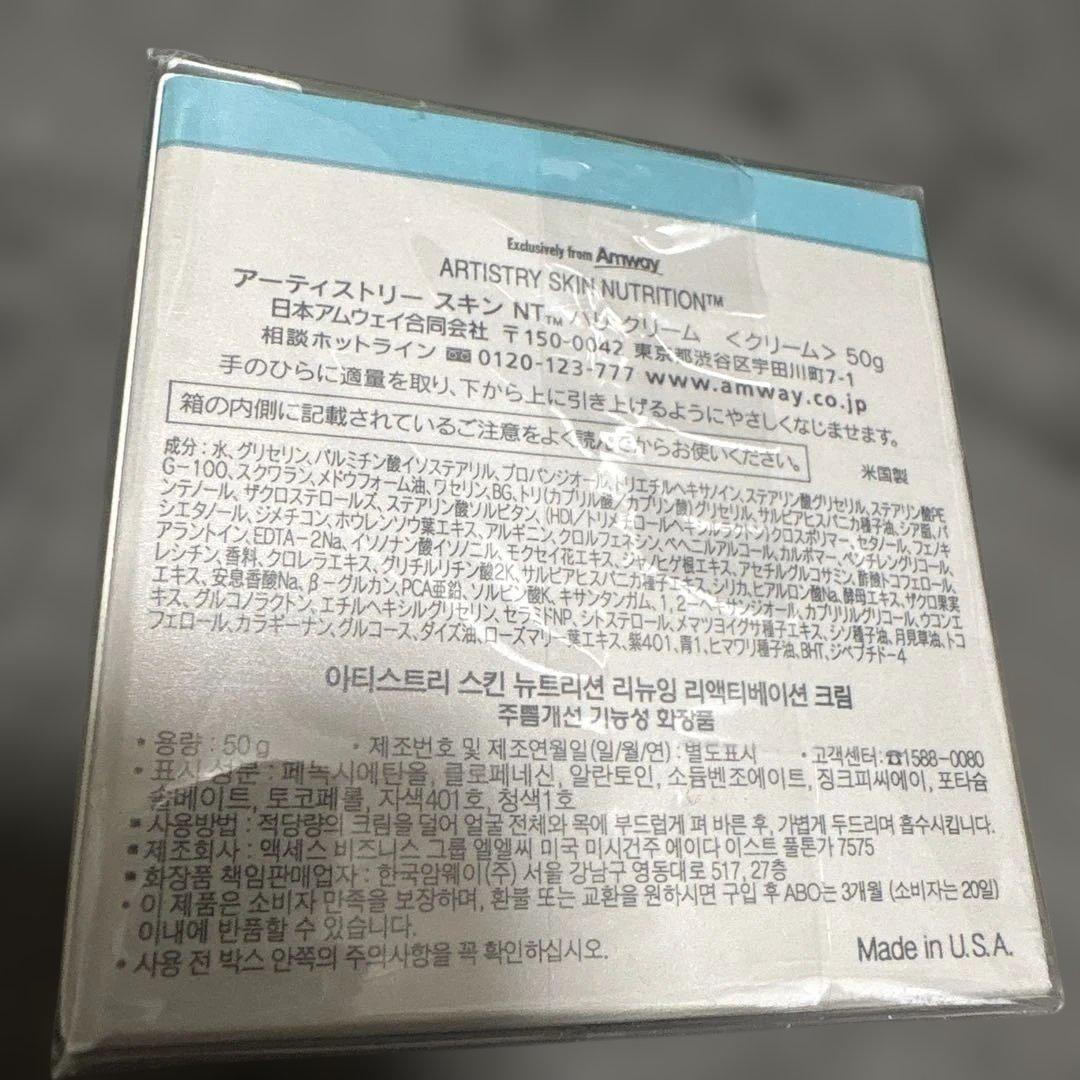 Exclusively from Amway
ARTISTRY SKIN NUTRITION™
アーティストリー スキン NT™ バリ クリーム <クリーム> 50g
日本アムウェイ合同会社 〒150-0042 東京都渋谷区宇田川町7-1
相談ホットライン 0120-123-777 www.amway.co.jp
手のひらに適量を取り、下から上に引き上げるようにやさしくなじませます。
箱の内側に記載されているご注意をよく読んでからお使いください。
米国製
成分:水、グリセリン、パルミチン酸イソステアリル、プロパンジオール、トリエチルヘキサノイン、ステアリン酸グリセリル、ステアリン酸PE
G-100、スクワラン、メドウフォーム油、ワセリン、BG、トリ(カプリル酸/カプリン酸)グリセリル、サルビアヒスパニカ種子油、シア脂、パ
ンテノール、ザクロステロールズ、ステアリン酸ソルビタン、(HDI/トリメチロールヘキサルラクトン)クロスポリマー、セタノール、フェノキ
シエタノール、ジメチコン、ホウレンソウ葉エキス、アルギニン、クロルフェネシン、ベヘニルアルコール、カルボマー、ペンチレングリコール、
アラントイン、EDTA-2Na、イソノナン酸イソノニル、モクセイ花エキス、ジャノヒゲ根エキス、アセチルグルコサミン、酢酸トコフェロール、
レシチン、香料、クロレラエキス、グリチルリチン酸2K、サルビアヒスパニカ種子エキス、シリカ、ヒアルロン酸Na、酵母エキス、ザクロ果実
エキス、安息香酸Na、β-グルカン、PCA亜鉛、ソルビン酸K、キサンタンガム、1,2-ヘキサンジオール、カプリリルグリコール、ウコンエ
キス、グルコノラクトン、エチルヘキシルグリセリン、セラミドNP、シトステロール、メマツヨイグサ種子エキス、シソ種子油、月見草油、トコ
フェロール、カラギーナン、グルコース、ダイズ油、ローズマリー葉エキス、紫401、青1、ヒマワリ種子油、BHT、ジペプチド-4
아티스트리 스킨 뉴트리션 리뉴잉 리액티베이션 크림
주름개선 기능성 화장품
• 용량 : 50g • 제조번호 및 제조연월일(일/월/연) : 별도표시 • 고객센터:☎1588-0080
• 표시 성분 : 페녹시에탄올, 클로페네신, 알란토인, 소듐벤조에이트, 징크피씨에이, 포타슘
솔베이트, 토코페롤, 자색401호, 청색1호
▪ 사용방법 : 적당량의 크림을 덜어 얼굴 전체와 목에 부드럽게 펴 바른 후, 가볍게 두드리며 흡수시킵니다.
▪ 제조회사 : 액세스 비즈니스 그룹 엘엘씨 미국 미시건주 에이다 이스트 풀톤가 7575
▪ 화장품 책임판매업자 : 한국암웨이(주) 서울 강남구 영동대로 517, 27층
• 이 제품은 소비자 만족을 보장하며, 환불 또는 교환을 원하시면 구입 후 ABO는 3개월 (소비자는 20일)
이내에 반품할 수 있습니다.
• 사용 전 박스 안쪽의 주의사항을 꼭 확인하십시오.
Made in U.S.A.